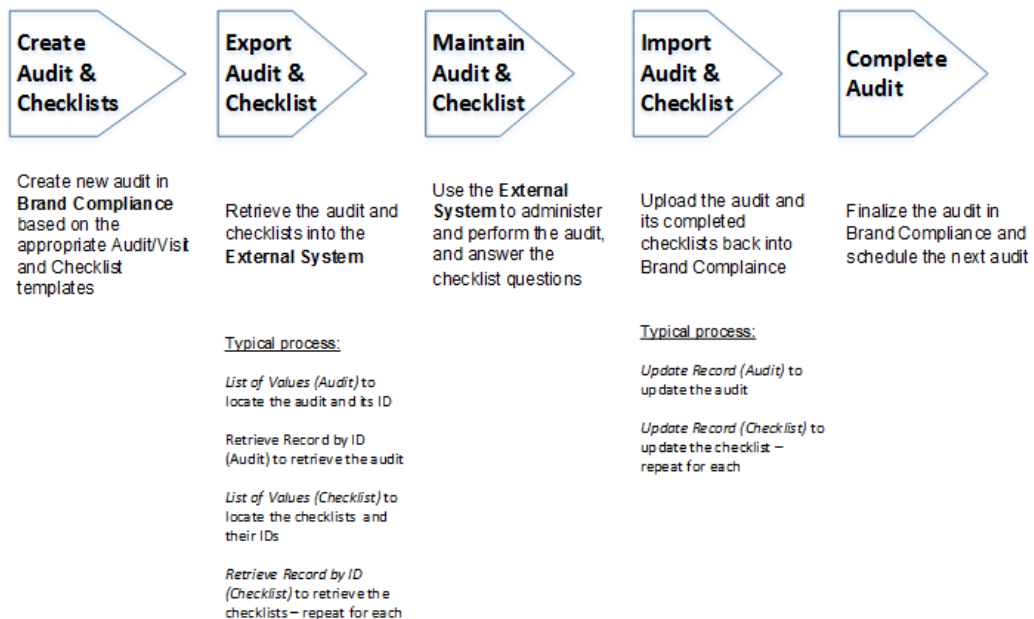 Create
Audit &
Checklists
Export
Audit &
Checklist
Maintain
Audit &
Checklist
Import
Audit &
Checklist
Complete
Audit
Create new audit in
Brand Compliance
based on the
appropriate Audit/Visit
and Checklist
templates
Retrieve the audit and
checklists into the
External System
Typical process:
List of Values (Audit) to
locate the audit and its ID
Retrieve Record by ID
(Audit) to retrieve the audit
List of Values (Checklist) to
locate the checklists and
their IDs
Retrieve Record by ID
(Checklist) to retrieve the
checklists – repeat for each
Use the External
System to administer
and perform the audit,
and answer the
checklist questions
Upload the audit and
its completed
checklists back into
Brand Complaince
Typical process:
Update Record (Audit) to
update the audit
Update Record (Checklist) to
update the checklist –
repeat for each
Finalize the audit in
Brand Compliance and
schedule the next audit